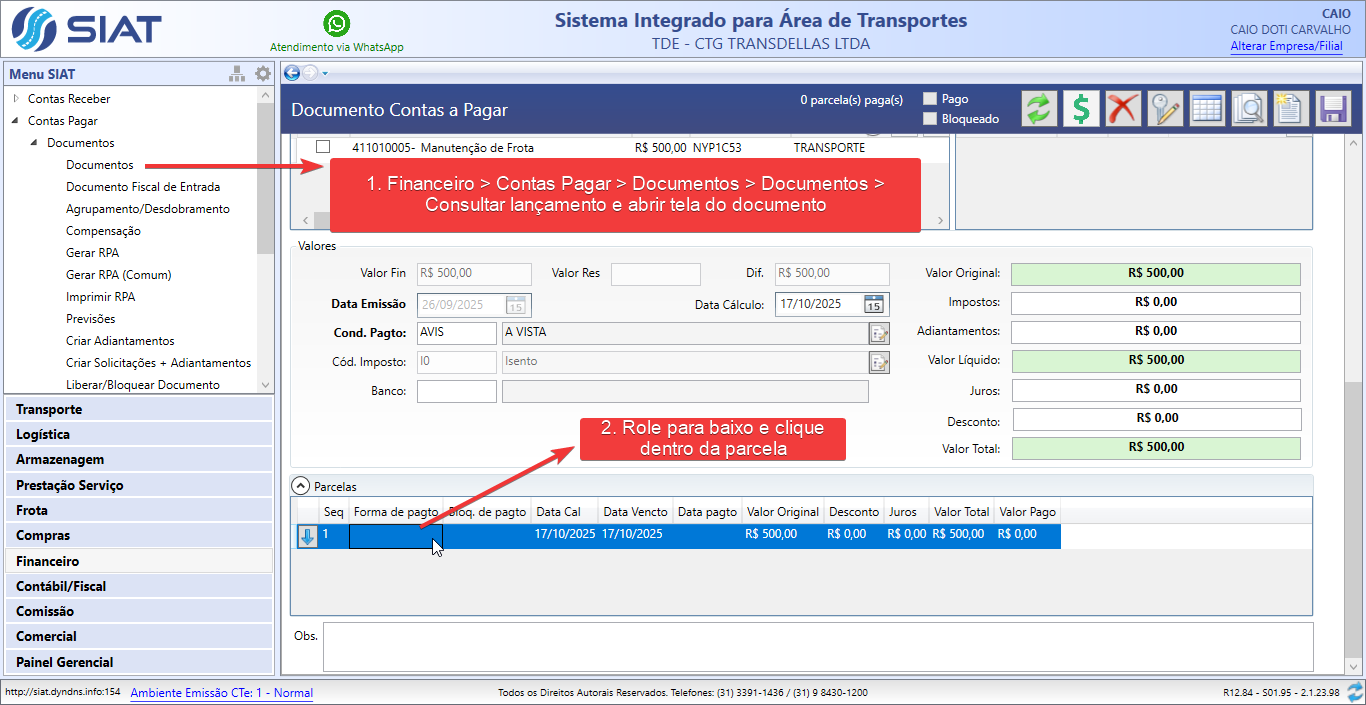 SIAT
Atendimento via WhatsApp
Sistema Integrado para Área de Transportes
TDE - CTG TRANSDELLAS LTDA
CAIO
CAIO DOTI CARVALHO
Alterar Empresa/Filial
Menu SIAT
Contas Receber
Contas Pagar
Documentos
Documentos
Documento Fiscal de Entrada
Agrupamento/Desdobramento
Compensação
Gerar RPA
Gerar RPA (Comum)
Imprimir RPA
Previsões
Criar Adiantamentos
Criar Solicitações + Adiantamentos
Liberar/Bloquear Documento
Transporte
Logística
Armazenagem
Prestação Serviço
Frota
Compras
Financeiro
Contábil/Fiscal
Comissão
Comercial
Painel Gerencial
Documento Contas a Pagar
0 parcela(s) paga(s)
Pago
Bloqueado
411010005- Manutenção de Frota R$ 500,00 NYP1C53 TRANSPORTE
1. Financeiro > Contas Pagar > Documentos > Documentos >
Consultar lançamento e abrir tela do documento
Valores
Valor Fin R$ 500,00 Valor Res Dif. R$ 500,00 Valor Original: R$ 500,00
Data Emissão 26/09/2025 15 Data Cálculo: 17/10/2025 15 Impostos: R$ 0,00
Cond. Pagto: AVIS A VISTA Adiantamentos: R$ 0,00
Cód. Imposto: I0 Isento Valor Líquido: R$ 500,00
Banco: Juros: R$ 0,00
Desconto: R$ 0,00
Valor Total: R$ 500,00
2. Role para baixo e clique
dentro da parcela
Parcelas
Seq Forma de pagto Bloq. de pagto Data Cal Data Vencto Data pagto Valor Original Desconto Juros Valor Total Valor Pago
1 17/10/2025 17/10/2025 R$ 500,00 R$ 0,00 R$ 0,00 R$ 500,00 R$ 0,00
Obs.
http://siat.dyndns.info:154 Ambiente Emissão CTe: 1 - Normal Todos os Direitos Autorais Reservados. Telefones: (31) 3391-1436 / (31) 9 8430-1200 R12.84 - S01.95 - 2.1.23.98